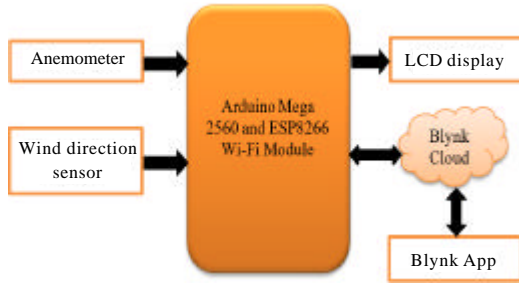 Anemometer
Wind direction
sensor
Arduino Mega
2560 and ESP8266
Wi-Fi Module
LCD display
Blynk
Cloud
Blynk App